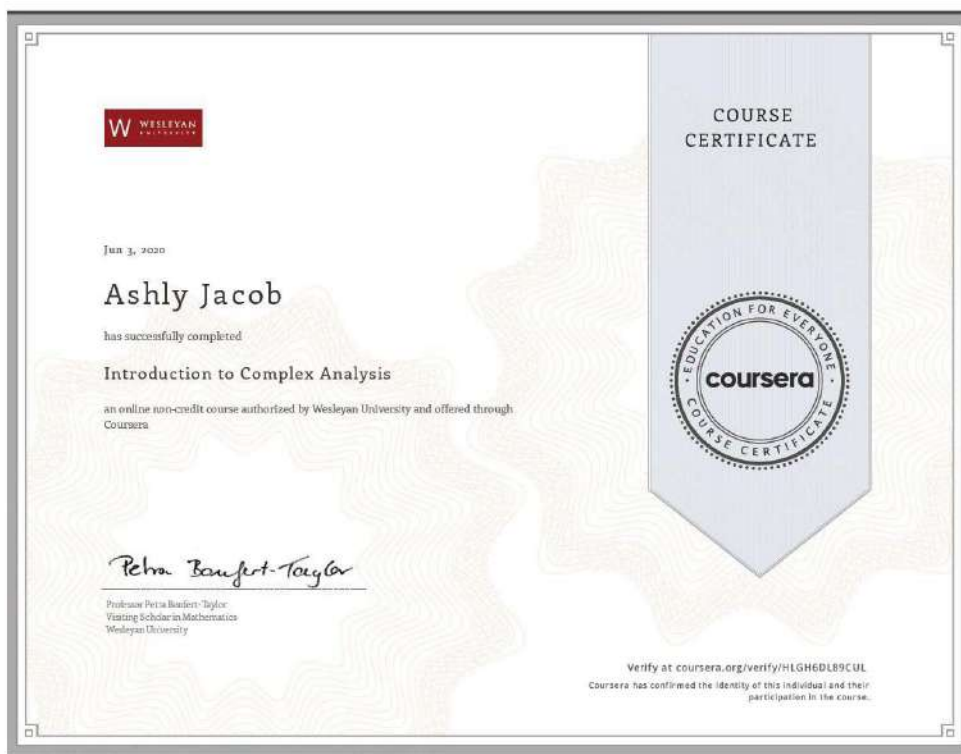 W WESLEYAN
UNIVERSITY
COURSE
CERTIFICATE
Jun 3, 2020
Ashly Jacob
has successfully completed
Introduction to Complex Analysis
an online non-credit course authorized by Wesleyan University and offered through
Coursera
EDUCATION FOR EVERYONE
coursera
COURSE CERTIFICATE
Petra Bonfert-Taylor
Professor Petra Bonfert-Taylor
Visiting Scholar in Mathematics
Wesleyan University
Verify at coursera.org/verify/HLGH6DL89CUL
Coursera has confirmed the identity of this individual and their
participation in the course.